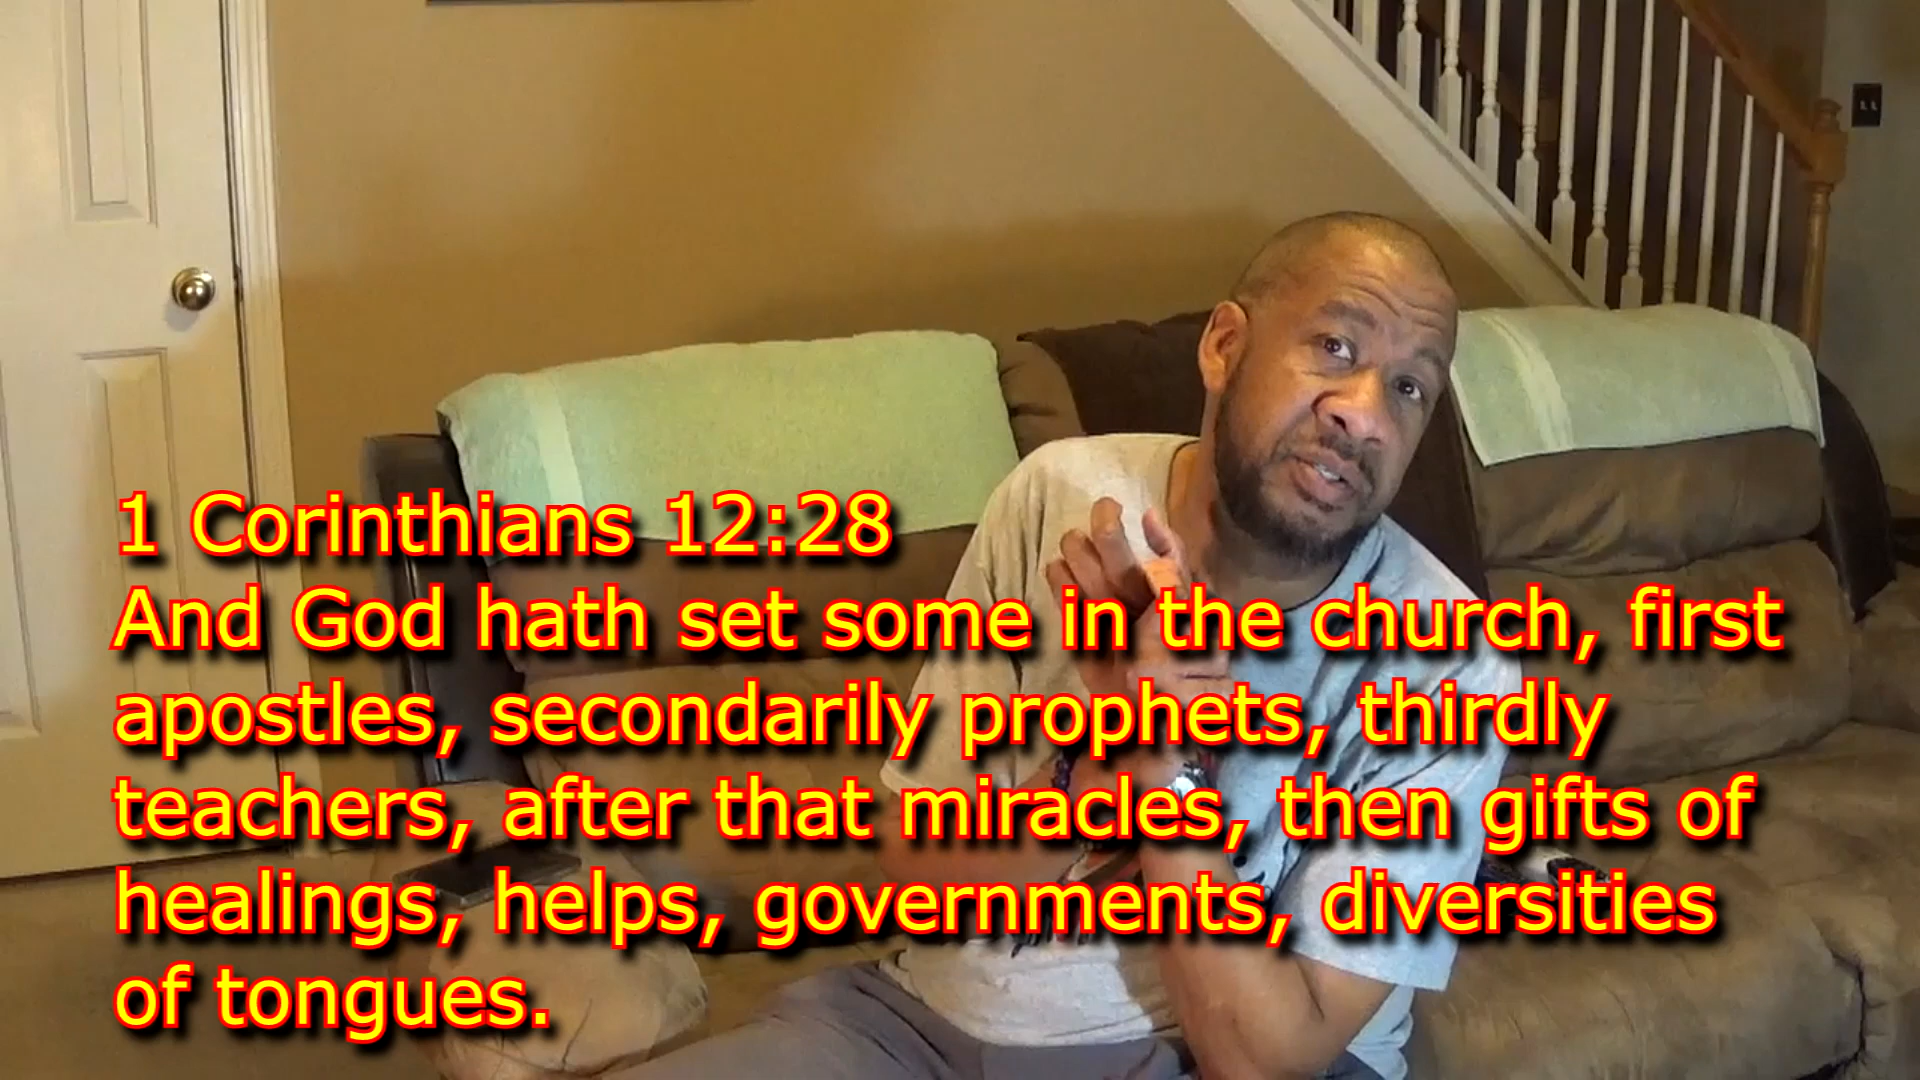 1 Corinthians 12:28
And God hath set some in the church, first
apostles, secondarily prophets, thirdly
teachers, after that miracles, then gifts of
healings, helps, governments, diversities
of tongues.